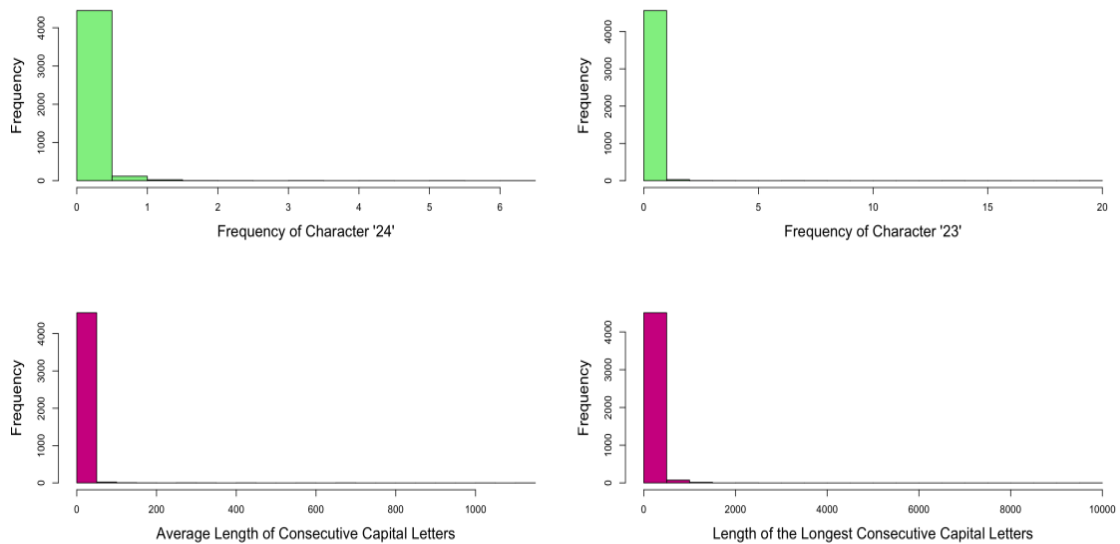 Frequency
0 1000 2000 3000 4000
0 1 2 3 4 5 6
Frequency of Character '24'
Frequency
0 1000 2000 3000 4000
0 5 10 15 20
Frequency of Character '23'
Frequency
0 1000 2000 3000 4000
0 200 400 600 800 1000
Average Length of Consecutive Capital Letters
Frequency
0 1000 2000 3000 4000
0 2000 4000 6000 8000 10000
Length of the Longest Consecutive Capital Letters